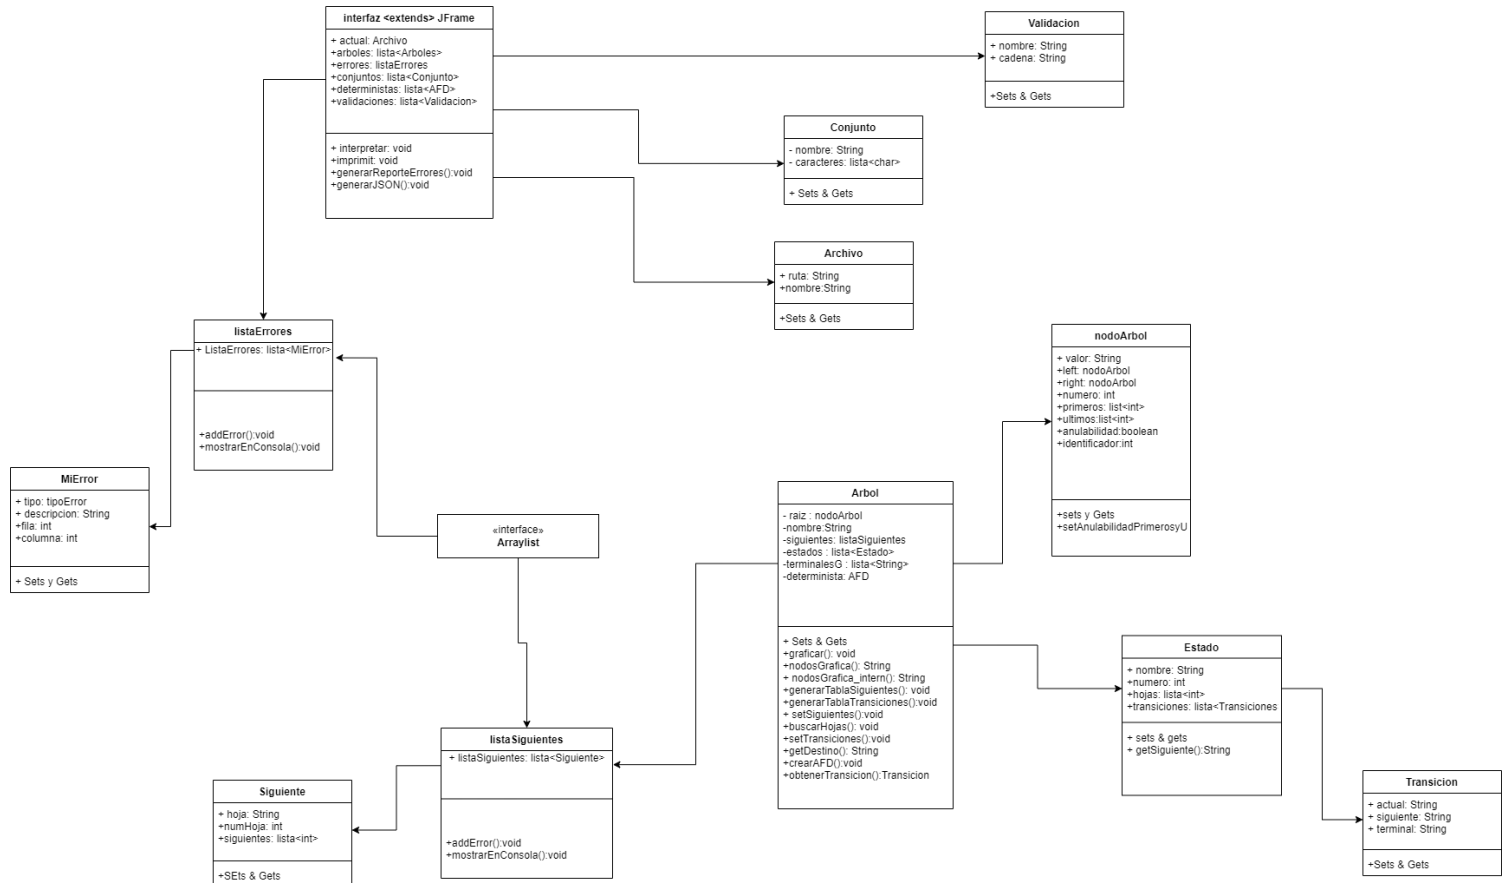 interfaz <extends> JFrame
+ actual: Archivo
+arboles: lista<Arboles>
+errores: listaErrores
+conjuntos: lista<Conjunto>
+deterministas: lista<AFD>
+validaciones: lista<Validacion>
+ interpretar: void
+imprimit: void
+generarReporteErrores():void
+generarJSON():void
Validacion
+ nombre: String
+ cadena: String
+Sets & Gets
Conjunto
- nombre: String
- caracteres: lista<char>
+ Sets & Gets
Archivo
+ ruta: String
+nombre:String
+Sets & Gets
listaErrores
+ ListaErrores: lista<MiError>
+addError():void
+mostrarEnConsola():void
nodoArbol
+ valor: String
+left: nodoArbol
+right: nodoArbol
+numero: int
+primeros: list<int>
+ultimos:list<int>
+anulabilidad:boolean
+identificador:int
+sets y Gets
+setAnulabilidadPrimerosyU
MiError
+ tipo: tipoError
+ descripcion: String
+fila: int
+columna: int
+ Sets y Gets
«interface»
Arraylist
Arbol
- raiz : nodoArbol
-nombre:String
-siguientes: listaSiguientes
-estados : lista<Estado>
-terminalesG : lista<String>
-determinista: AFD
+ Sets & Gets
+graficar(): void
+nodosGrafica(): String
+ nodosGrafica_intern(): String
+generarTablaSiguientes(): void
+generarTablaTransiciones():void
+ setSiguientes():void
+buscarHojas(): void
+setTransiciones():void
+getDestino(): String
+crearAFD():void
+obtenerTransicion():Transicion
Estado
+ nombre: String
+numero: int
+hojas: lista<int>
+transiciones: lista<Transiciones
+ sets & gets
+ getSiguiente():String
listaSiguientes
+ listaSiguientes: lista<Siguiente>
+addError():void
+mostrarEnConsola():void
Siguiente
+ hoja: String
+numHoja: int
+siguientes: lista<int>
+SEts & Gets
Transicion
+ actual: String
+ siguiente: String
+ terminal: String
+Sets & Gets